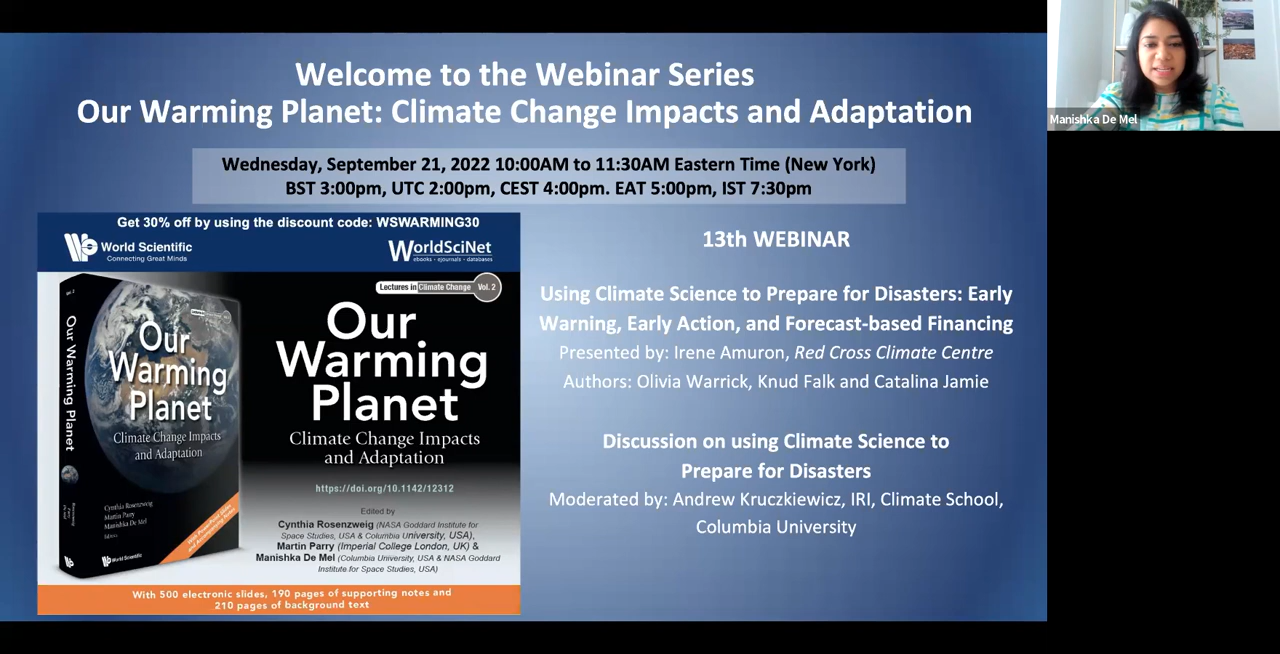 Welcome to the Webinar Series
Our Warming Planet: Climate Change Impacts and Adaptation
Manishka De Mel
Wednesday, September 21, 2022 10:00AM to 11:30AM Eastern Time (New York)
BST 3:00pm, UTC 2:00pm, CEST 4:00pm. EAT 5:00pm, IST 7:30pm
Get 30% off by using the discount code: WSWARMING30
World Scientific
Connecting Great Minds
WorldSciNet
ebooks • ejournals • databases
Lectures in Climate Change Vol. 2
Our
Warming
Planet
Climate Change Impacts
and Adaptation
https://doi.org/10.1142/12312
Edited by
Cynthia Rosenzweig (NASA Goddard Institute for
Space Studies, USA & Columbia University, USA),
Martin Parry (Imperial College London, UK) &
Manishka De Mel (Columbia University, USA & NASA Goddard
Institute for Space Studies, USA)
Our Warming Planet
Our
Warming
Planet
Climate Change Impacts
and Adaptation
Cynthia Rosenzweig
Martin Parry
Manishka De Mel
Editors
World Scientific
With PowerPoint Slides
and Accompanying Notes
With 500 electronic slides, 190 pages of supporting notes and
210 pages of background text
13th WEBINAR
Using Climate Science to Prepare for Disasters: Early
Warning, Early Action, and Forecast-based Financing
Presented by: Irene Amuron, Red Cross Climate Centre
Authors: Olivia Warrick, Knud Falk and Catalina Jamie
Discussion on using Climate Science to
Prepare for Disasters
Moderated by: Andrew Kruczkiewicz, IRI, Climate School,
Columbia University